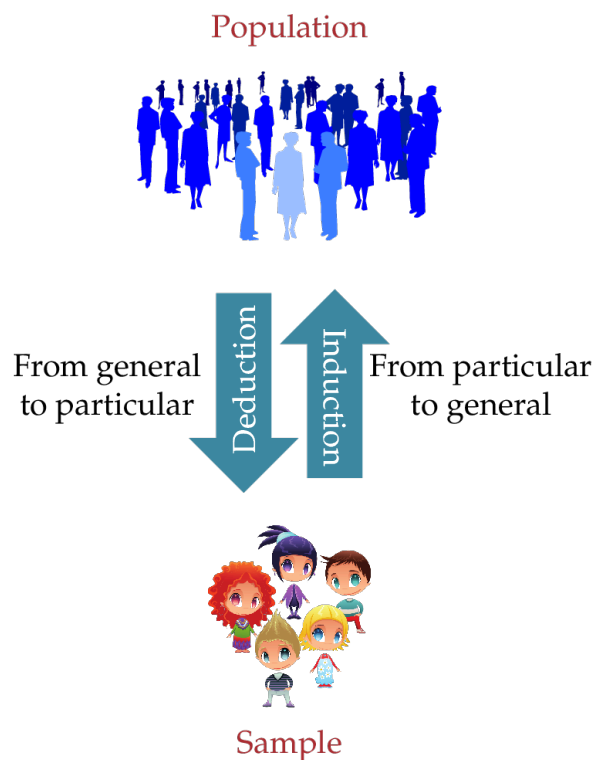 Population
From general
to particular
Deduction
Induction
From particular
to general
Sample